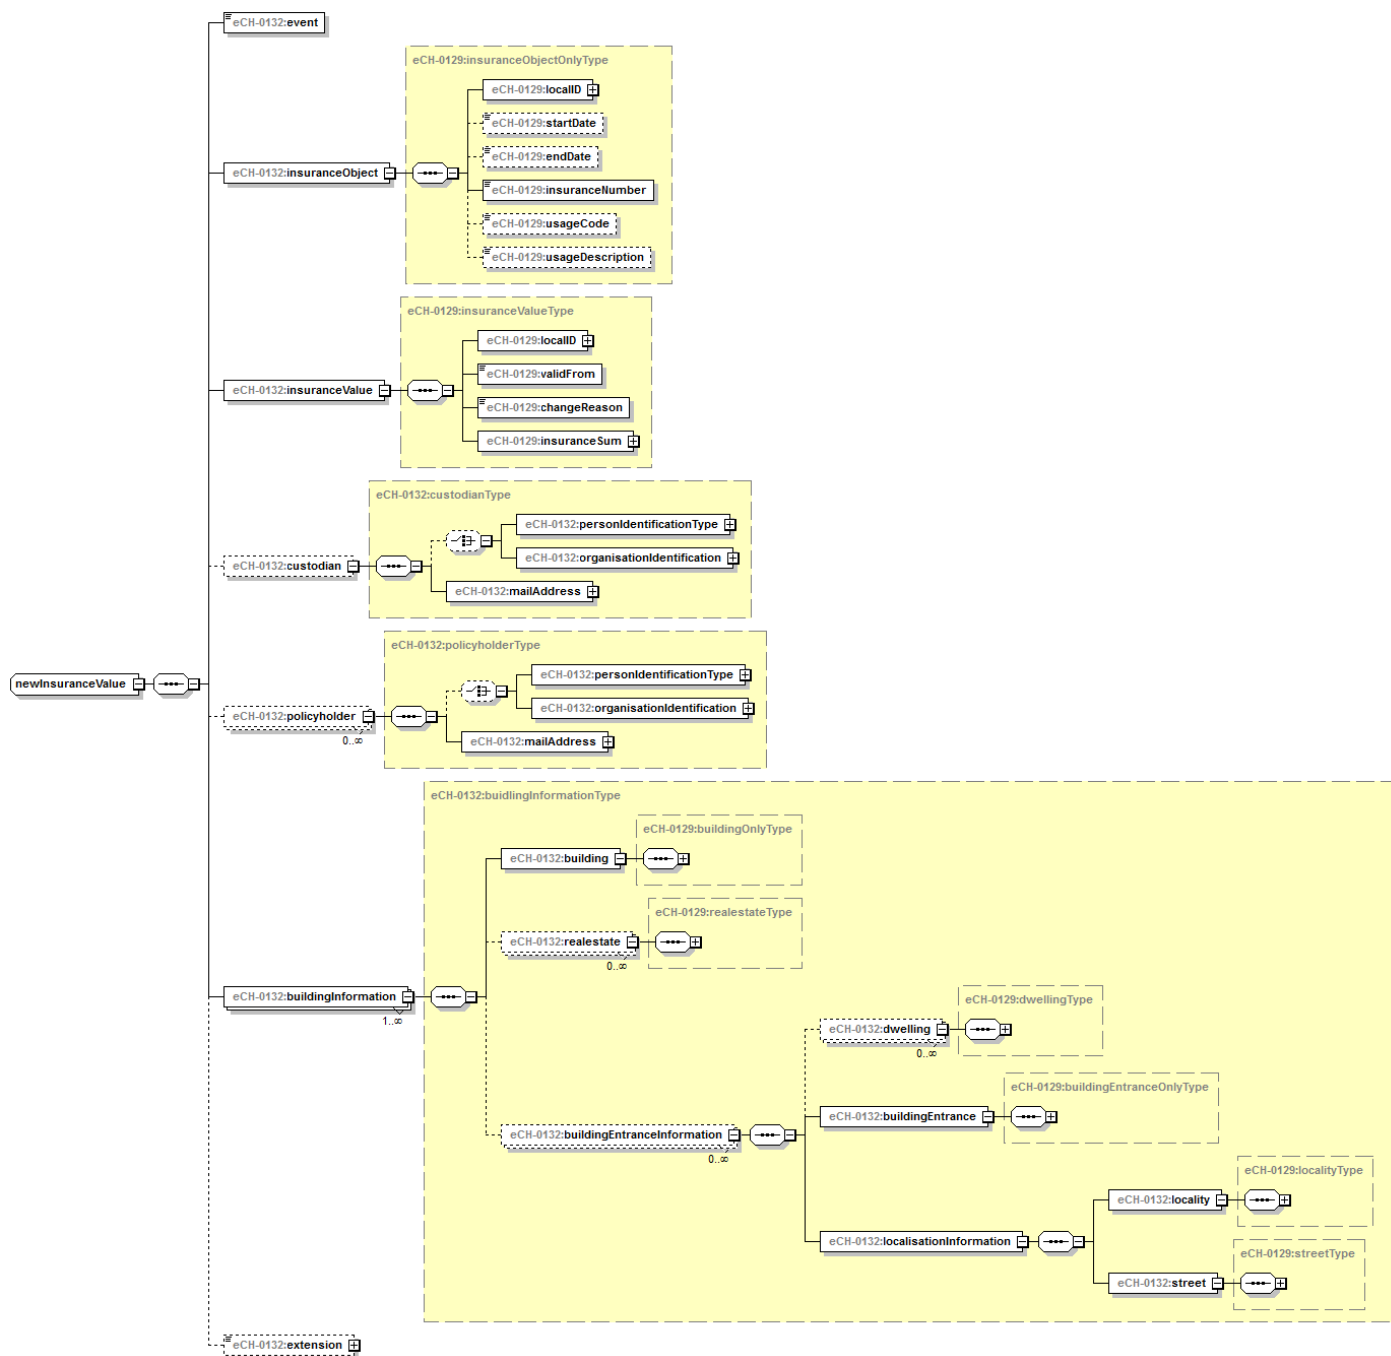 eCH-0132:event
eCH-0129:insuranceObjectOnlyType
eCH-0129:localID
eCH-0129:startDate
eCH-0129:endDate
eCH-0132:insuranceObject
eCH-0129:insuranceNumber
eCH-0129:usageCode
eCH-0129:usageDescription
eCH-0129:insuranceValueType
eCH-0129:localID
eCH-0129:validFrom
eCH-0132:insuranceValue
eCH-0129:changeReason
eCH-0129:insuranceSum
eCH-0132:custodianType
eCH-0132:personIdentificationType
eCH-0132:organisationIdentification
eCH-0132:custodian
eCH-0132:mailAddress
eCH-0132:policyholderType
eCH-0132:personIdentificationType
newInsuranceValue
eCH-0132:organisationIdentification
eCH-0132:policyholder
0..∞
eCH-0132:mailAddress
eCH-0132:buidlingInformationType
eCH-0129:buildingOnlyType
eCH-0132:building
eCH-0129:realestateType
eCH-0132:realestate
0..∞
eCH-0132:buildingInformation
1..∞
eCH-0129:dwellingType
eCH-0132:dwelling
0..∞
eCH-0129:buildingEntranceOnlyType
eCH-0132:buildingEntrance
eCH-0132:buildingEntranceInformation
0..∞
eCH-0129:localityType
eCH-0132:locality
eCH-0132:localisationInformation
eCH-0129:streetType
eCH-0132:street
eCH-0132:extension